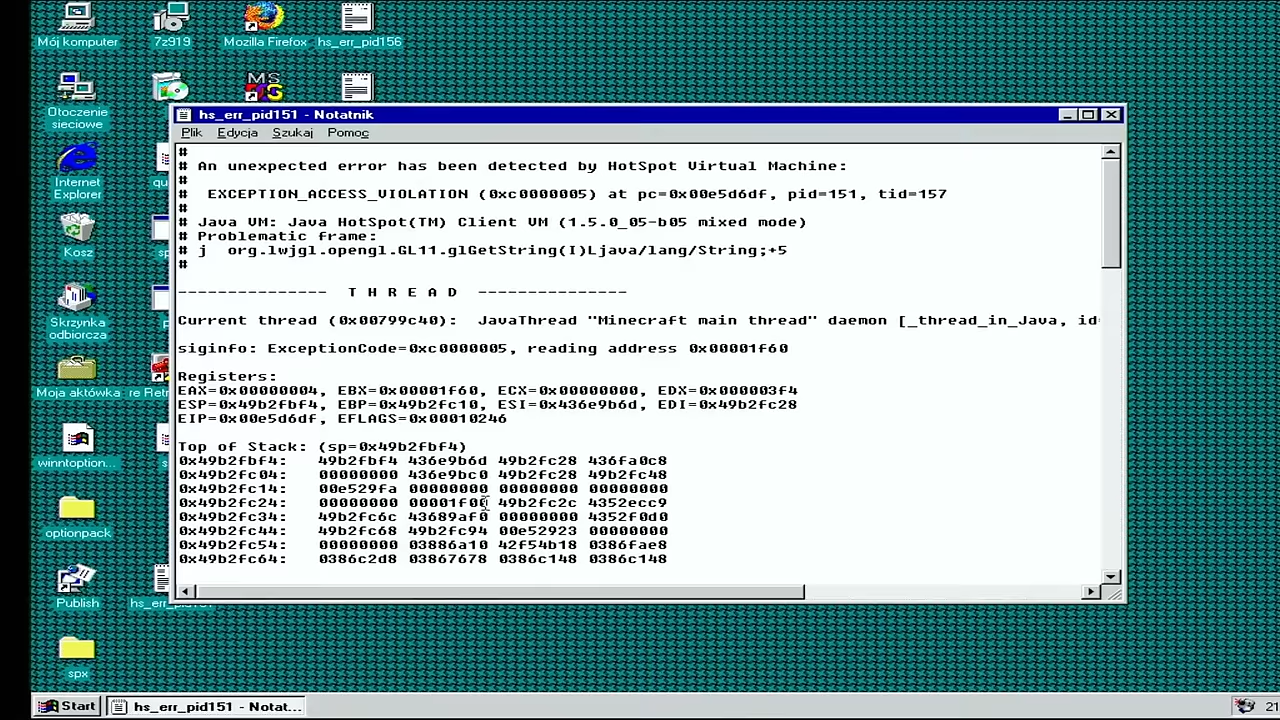 Mój komputer
7z919
Mozilla Firefox
hs_err_pid156
MS
Otoczenie
sieciowe
Internet
Explorer
Kosz
Skrzynka
odbiorcza
Moja aktówka
re Retr
winntoption...
optionpack
Publish
spx
hs_err_pid151 - Notatnik
Plik Edycja Szukaj Pomoc
#
# An unexpected error has been detected by HotSpot Virtual Machine:
#
#  EXCEPTION_ACCESS_VIOLATION (0xc0000005) at pc=0x00e5d6df, pid=151, tid=157
#
# Java VM: Java HotSpot(TM) Client VM (1.5.0_05-b05 mixed mode)
# Problematic frame:
# j  org.lwjgl.opengl.GL11.glGetString(I)Ljava/lang/String;+5
#
--------------- T H R E A D ---------------
Current thread (0x00799c40):  JavaThread "Minecraft main thread" daemon [_thread_in_Java, id
siginfo: ExceptionCode=0xc0000005, reading address 0x00001f60
Registers:
EAX=0x00000004, EBX=0x00001f60, ECX=0x00000000, EDX=0x000003f4
ESP=0x49b2fbf4, EBP=0x49b2fc10, ESI=0x436e9b6d, EDI=0x49b2fc28
EIP=0x00e5d6df, EFLAGS=0x00010246
Top of Stack: (sp=0x49b2fbf4)
0x49b2fbf4:   49b2fbf4 436e9b6d 49b2fc28 436fa0c8
0x49b2fc04:   00000000 436e9bc0 49b2fc28 49b2fc48
0x49b2fc14:   00e529fa 00000000 00000000 00000000
0x49b2fc24:   00000000 00001f00 49b2fc2c 4352ecc9
0x49b2fc34:   49b2fc6c 43689af0 00000000 4352f0d0
0x49b2fc44:   49b2fc68 49b2fc94 00e52923 00000000
0x49b2fc54:   00000000 03886a10 42f54b18 0386fae8
0x49b2fc64:   0386c2d8 03867678 0386c148 0386c148
Start
hs_err_pid151 - Notat...
21